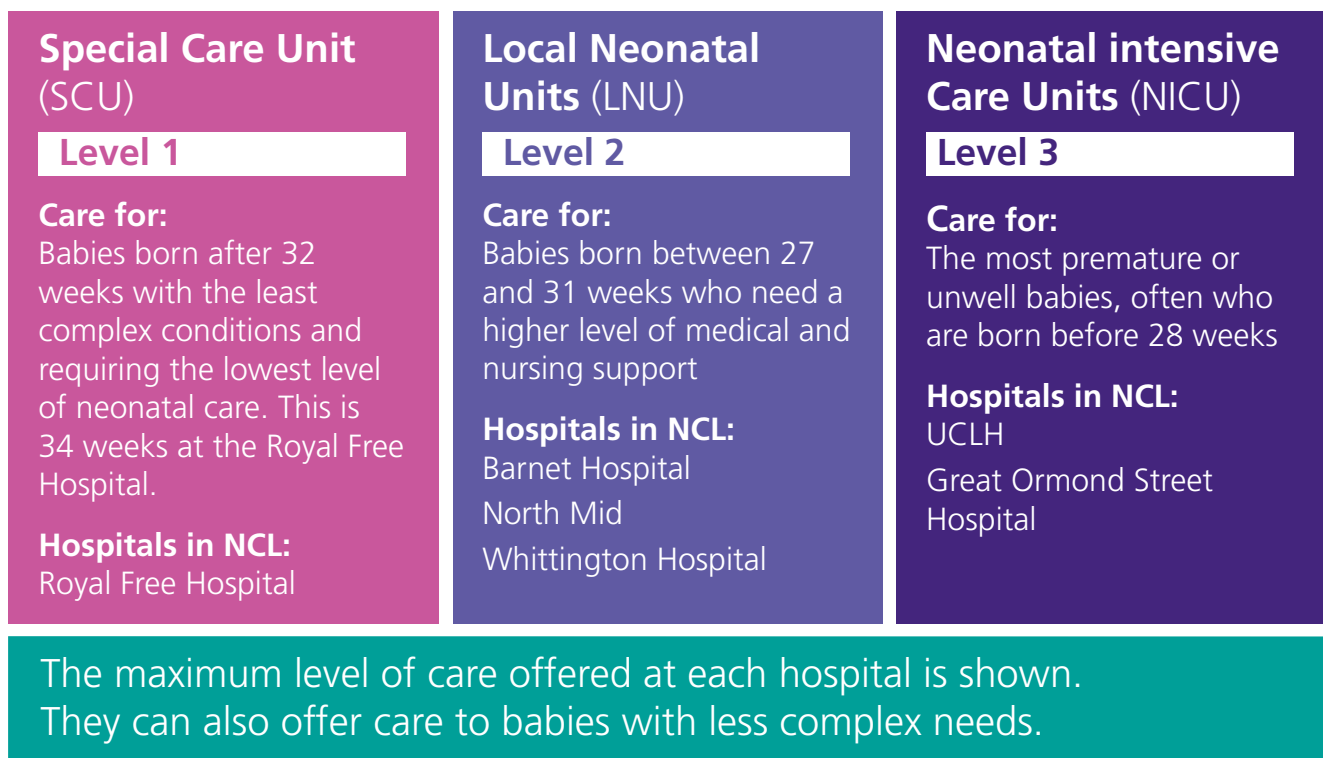 Special Care Unit
(SCU)
Level 1
Care for:
Babies born after 32
weeks with the least
complex conditions and
requiring the lowest level
of neonatal care. This is
34 weeks at the Royal Free
Hospital.
Hospitals in NCL:
Royal Free Hospital
Local Neonatal
Units (LNU)
Level 2
Care for:
Babies born between 27
and 31 weeks who need a
higher level of medical and
nursing support
Hospitals in NCL:
Barnet Hospital
North Mid
Whittington Hospital
Neonatal intensive
Care Units (NICU)
Level 3
Care for:
The most premature or
unwell babies, often who
are born before 28 weeks
Hospitals in NCL:
UCLH
Great Ormond Street
Hospital
The maximum level of care offered at each hospital is shown.
They can also offer care to babies with less complex needs.